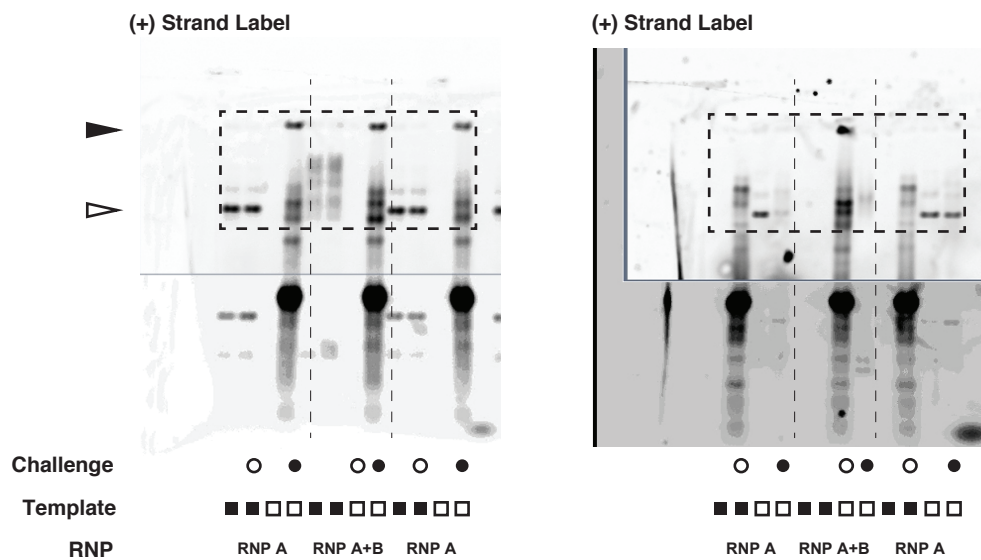 (+) Strand Label (+) Strand Label
Challenge
Template
RNP RNP A RNP A+B RNP A RNP A RNP A+B RNP A